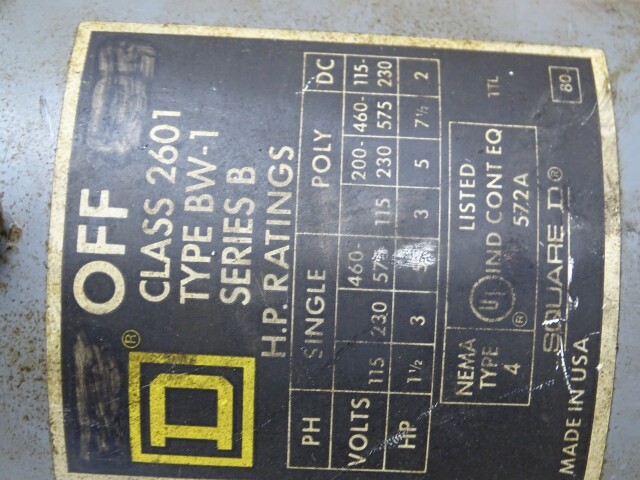 OFF
D®
CLASS 2601
TYPE BW-1
SERIES B
H.P. RATINGS
PH SINGLE POLY DC
VOLTS 115 230 460-575 115 200-230 460-575 115-230
HP 1½ 3 3 5 7½ 2
NEMA TYPE 4
UL® LISTED
IND CONT EQ
572A
SQUARE D®
MADE IN USA
1TL
80